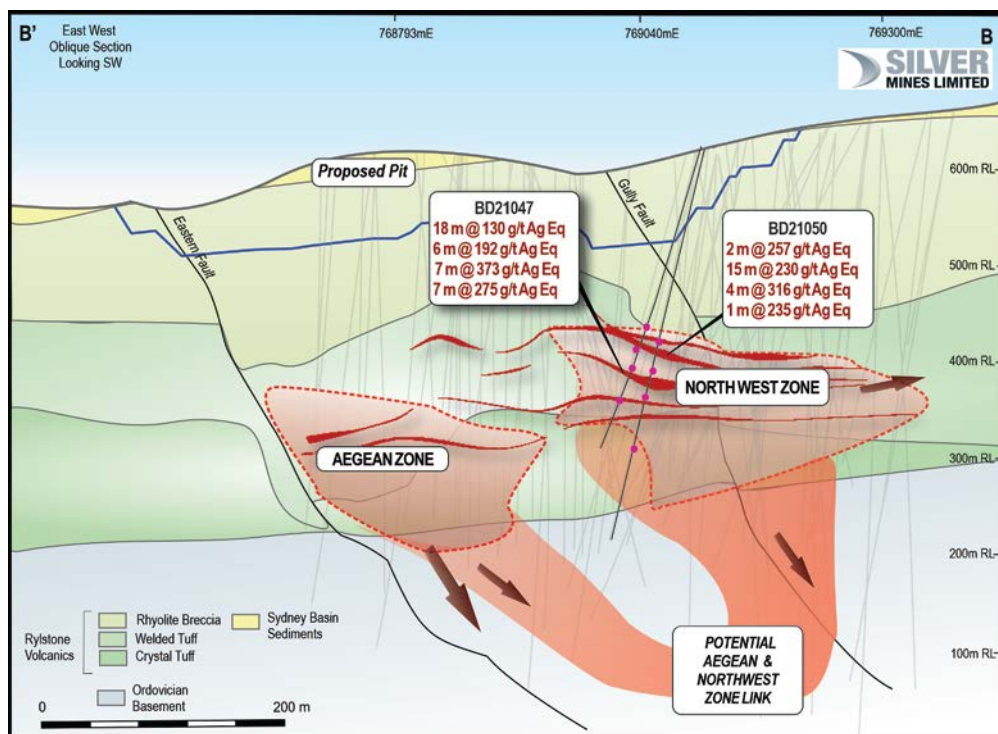 B'
East West
Oblique Section
Looking SW
768793mE
769040mE
769300mE
B
SILVER
MINES LIMITED
Proposed Pit
Eastern Fault
Gully Fault
BD21047
18 m @ 130 g/t Ag Eq
6 m @ 192 g/t Ag Eq
7 m @ 373 g/t Ag Eq
7 m @ 275 g/t Ag Eq
BD21050
2 m @ 257 g/t Ag Eq
15 m @ 230 g/t Ag Eq
4 m @ 316 g/t Ag Eq
1 m @ 235 g/t Ag Eq
600m RL
500m RL
400m RL
300m RL
200m RL
100m RL
NORTH WEST ZONE
AEGEAN ZONE
POTENTIAL
AEGEAN &
NORTHWEST
ZONE LINK
Rylstone
Volcanics
Rhyolite Breccia
Welded Tuff
Crystal Tuff
Sydney Basin
Sediments
Ordovician
Basement
0
200 m